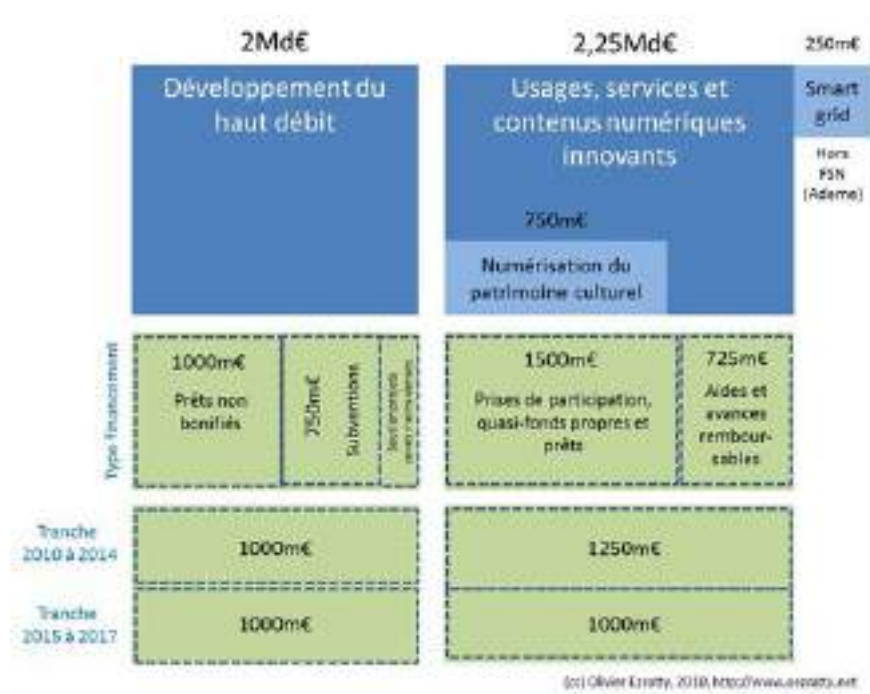 2Md€
2,25Md€
250m€
Développement du
haut débit
Usages, services et
contenus numériques
innovants
Smart
grid
Hors
FSN
(Ademe)
750m€
Numérisation du
patrimoine culturel
Type financement
1000m€
Prêts non
bonifiés
750m€
Subventions
1500m€
Prises de participation,
quasi-fonds propres et
prêts
725m€
Aides et
avances
rembour-
sables
Tranche
2010 à 2014
1000m€
1250m€
Tranche
2015 à 2017
1000m€
1000m€
(cc) Olivier Ezratty, 2010, http://www.oezratty.net